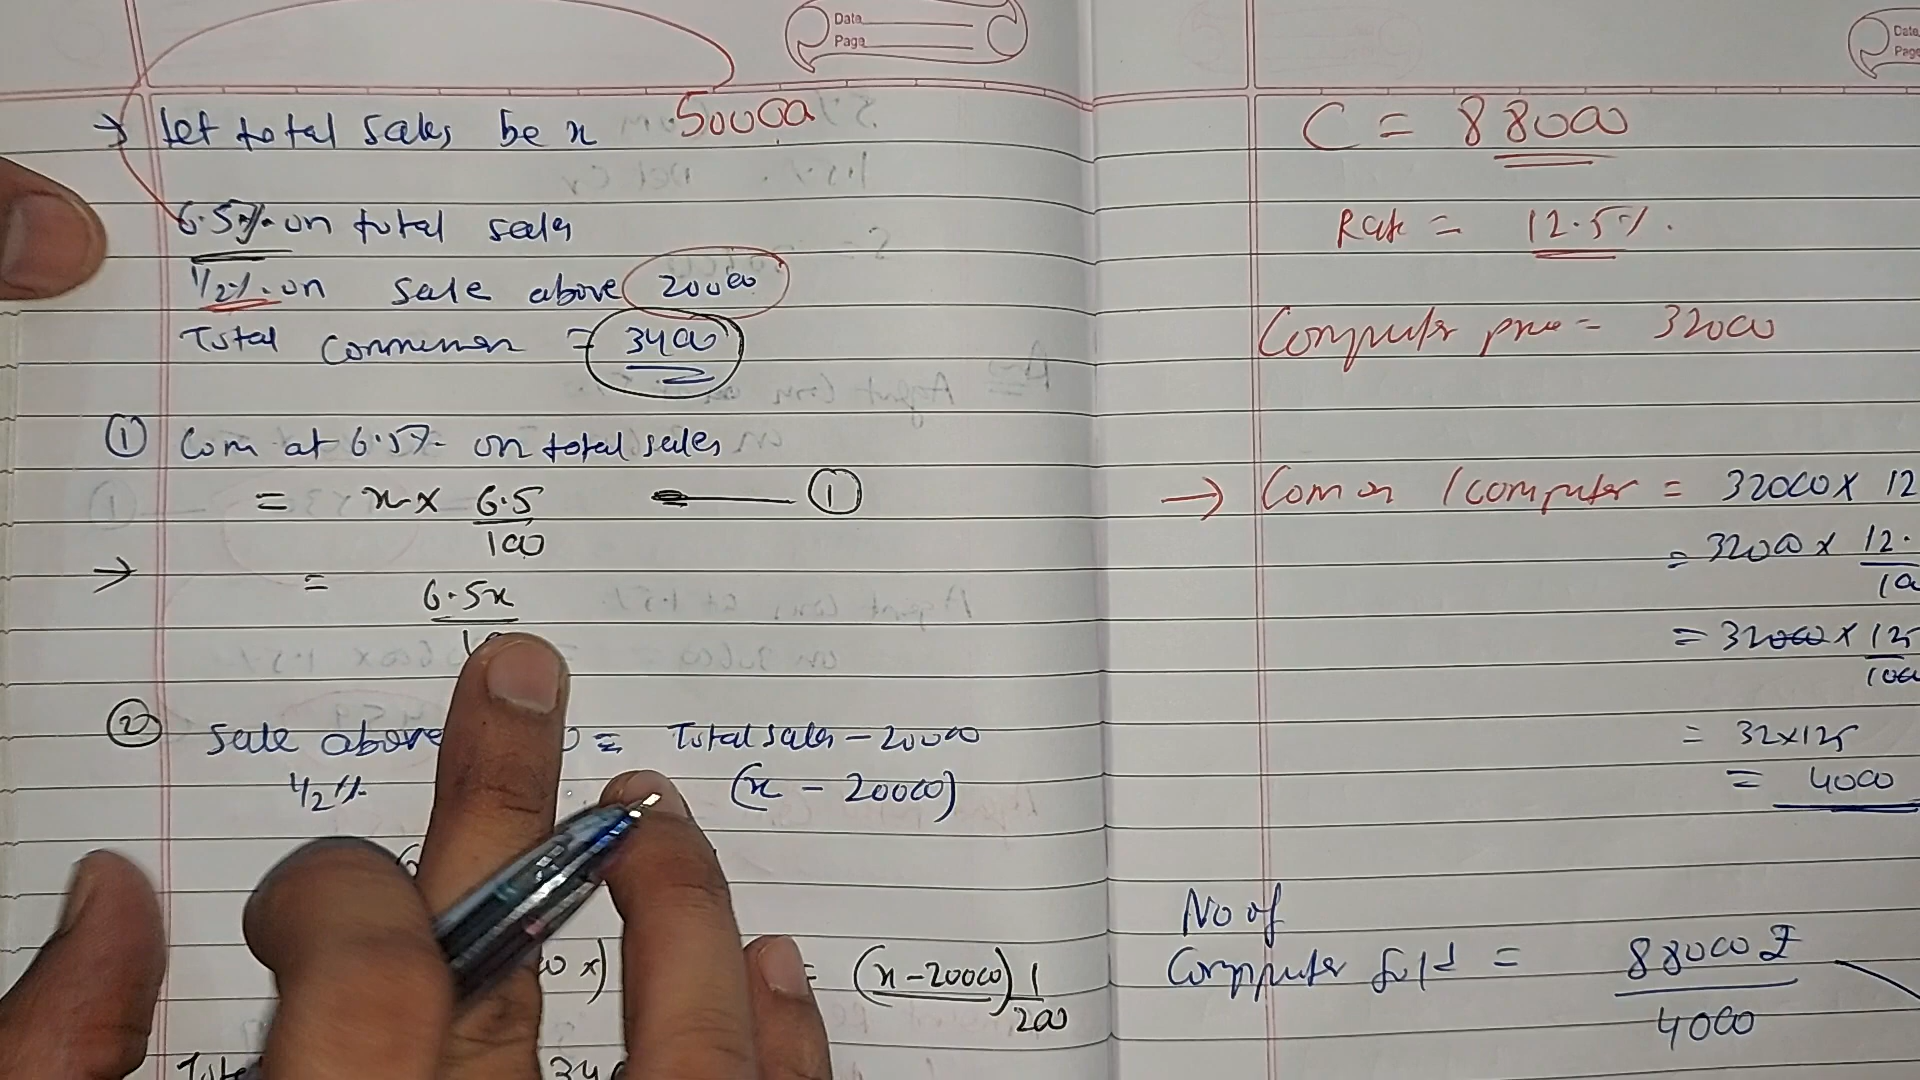 Data
Page
→ Let total sales be x 50000
6.5% on total sales
1/2% on sale above 20000
Total = 3400
① Com at 6.5% on total sales
= x × 6.5/100 — ①
→ = 6.5x
② Sale above = Total sales - 20000
1/2% (x - 20000)
x) = (x-20000) 1/200
Data
Page
C = 88000
Rate = 12.5%.
Computer price = 32000
→ Com on 1 computer = 32000 × 12
= 32000 × 12.
= 32000 × 125
= 32×125
= 4000
No of
Computer sold = 88000
4000